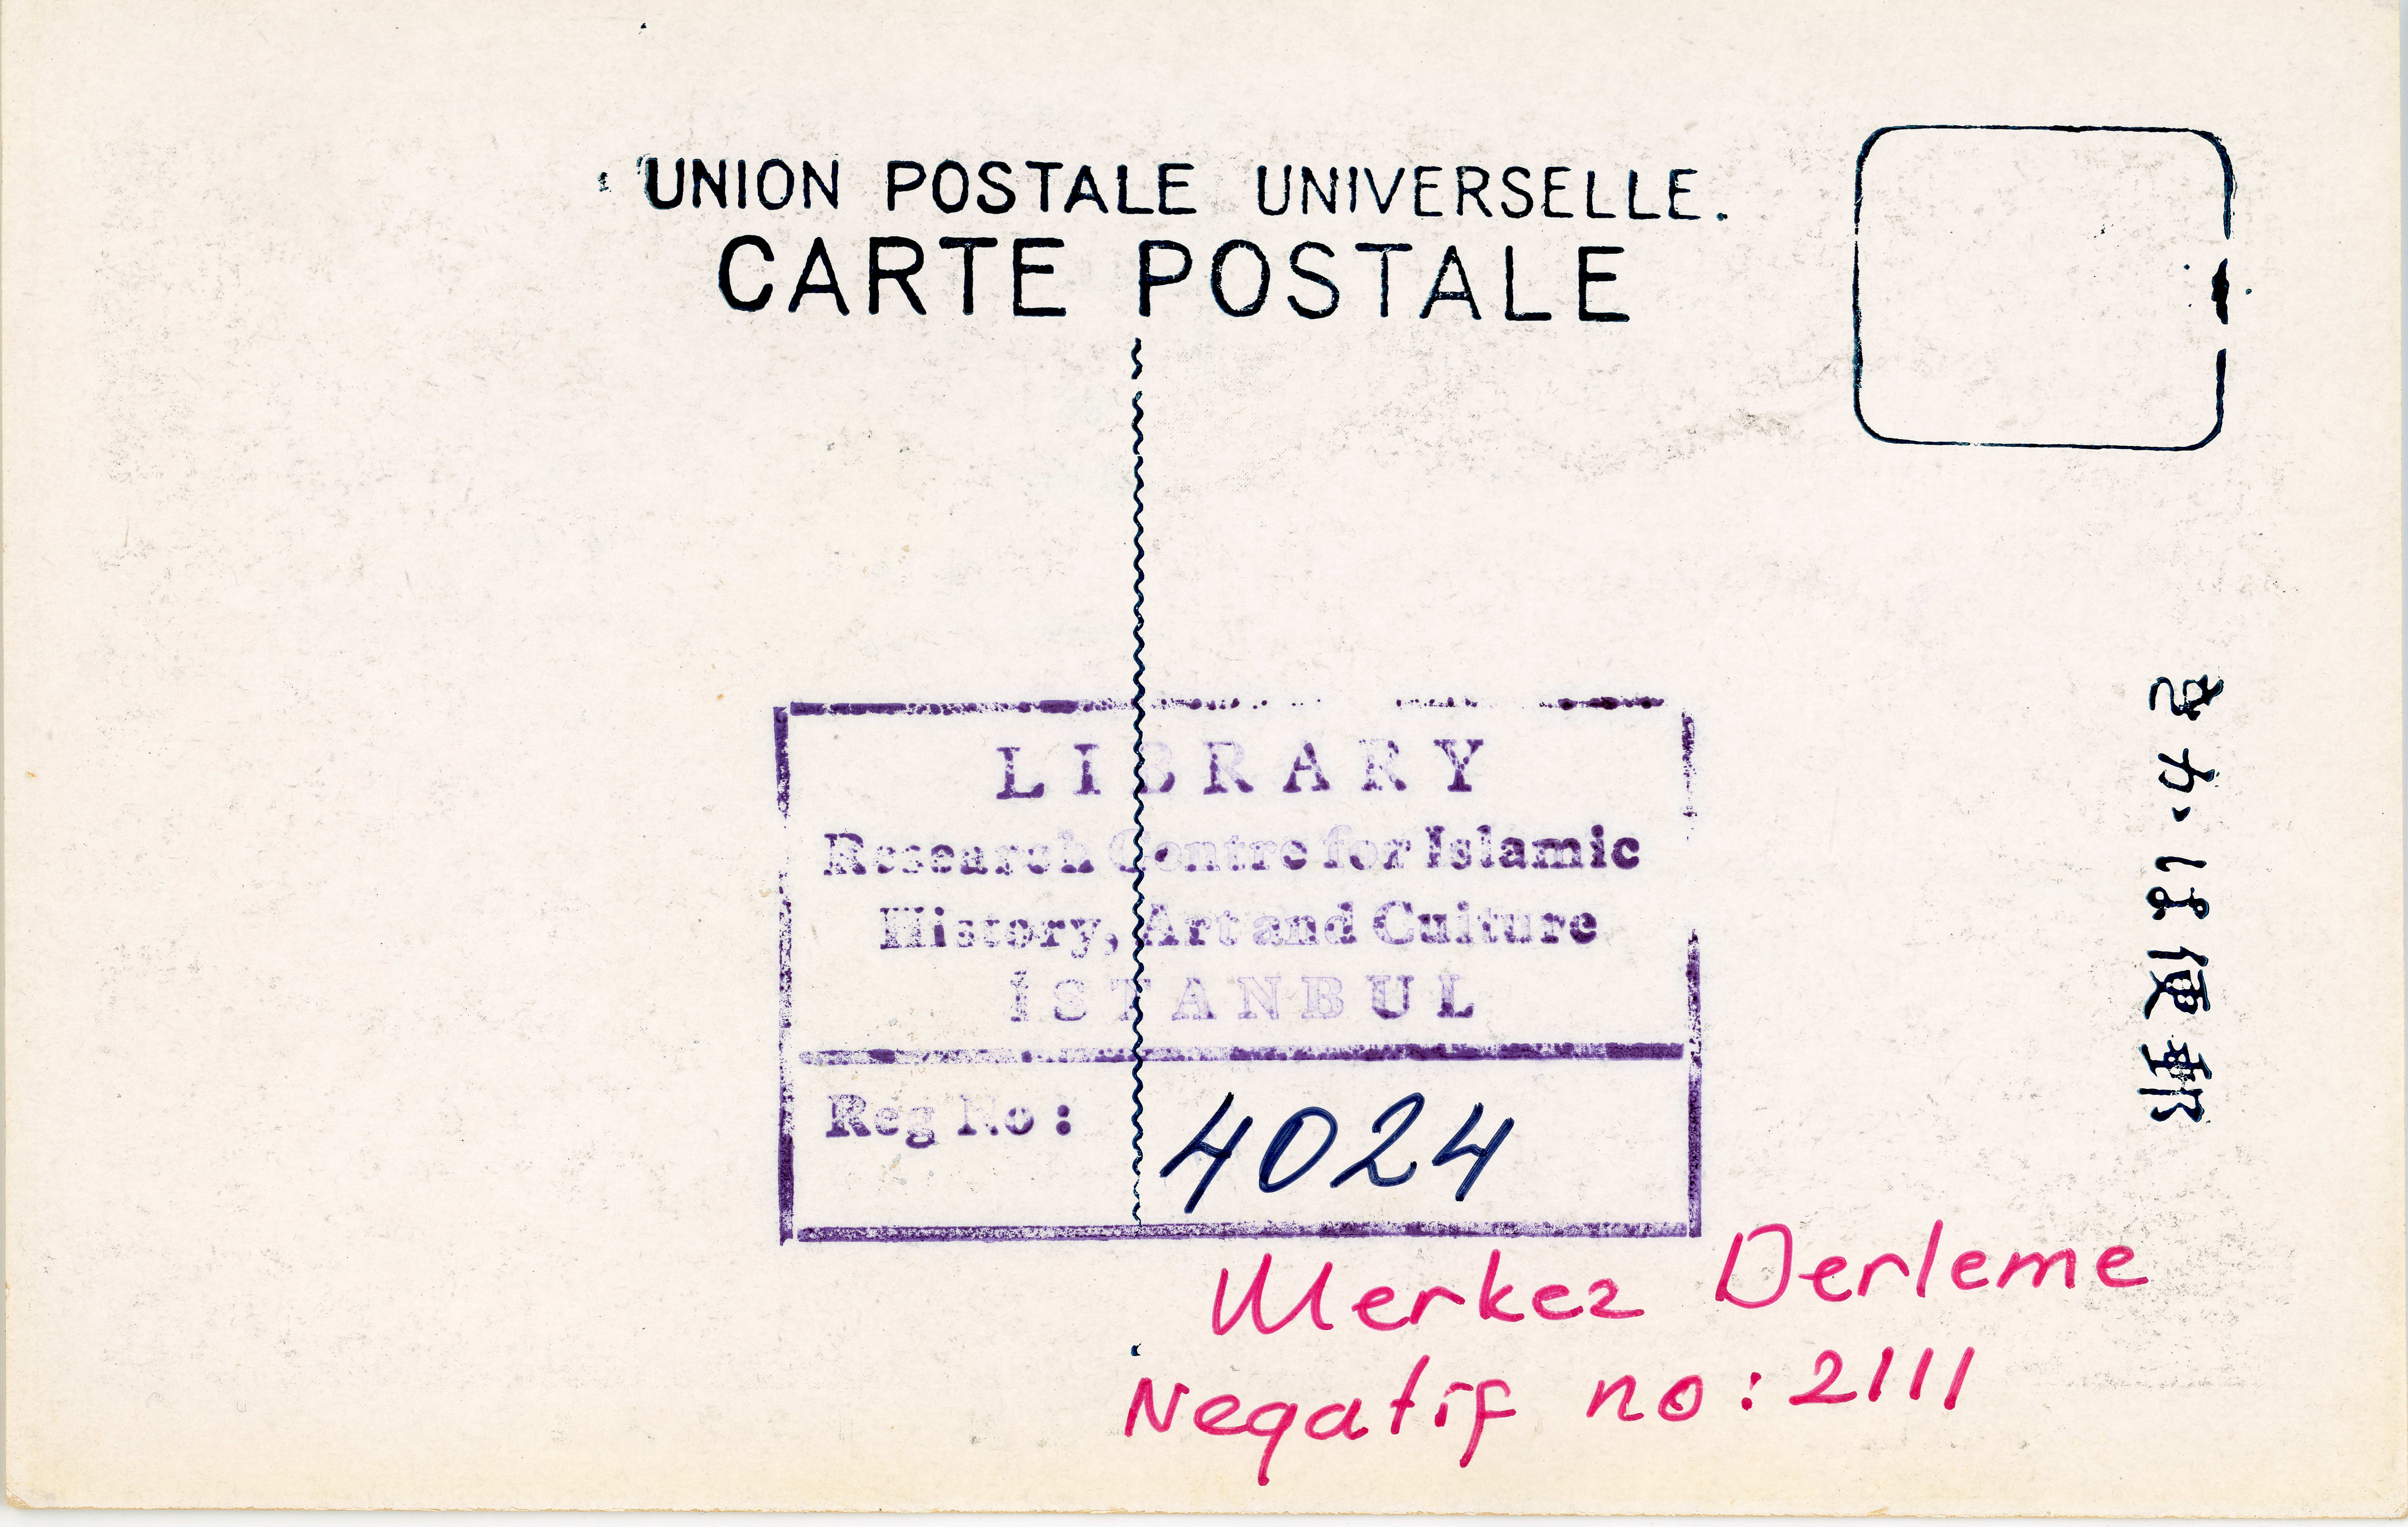 UNION POSTALE UNIVERSELLE.
CARTE POSTALE
郵便はがき
LIBRARY
Research Centre for Islamic
History, Art and Culture
İSTANBUL
Reg No: 4024
Merkez Derleme
Negatif no: 2111